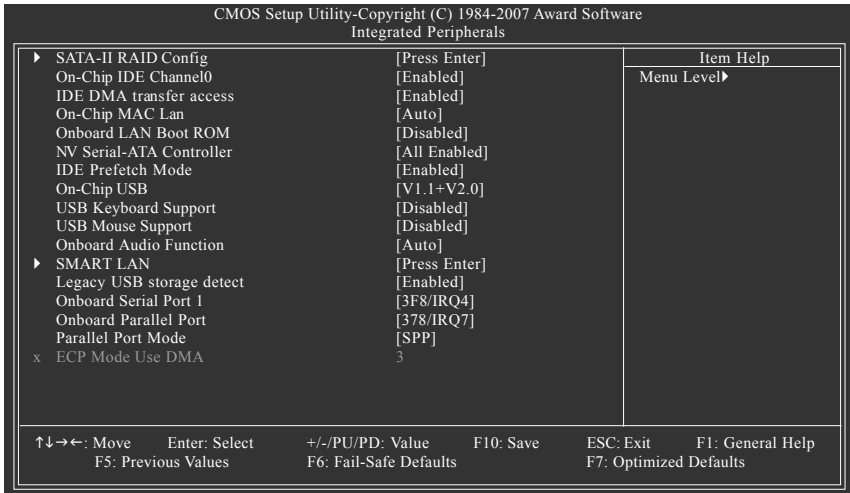 CMOS Setup Utility-Copyright (C) 1984-2007 Award Software
Integrated Peripherals
▶ SATA-II RAID Config [Press Enter] Item Help
On-Chip IDE Channel0 [Enabled] Menu Level▶
IDE DMA transfer access [Enabled]
On-Chip MAC Lan [Auto]
Onboard LAN Boot ROM [Disabled]
NV Serial-ATA Controller [All Enabled]
IDE Prefetch Mode [Enabled]
On-Chip USB [V1.1+V2.0]
USB Keyboard Support [Disabled]
USB Mouse Support [Disabled]
Onboard Audio Function [Auto]
▶ SMART LAN [Press Enter]
Legacy USB storage detect [Enabled]
Onboard Serial Port 1 [3F8/IRQ4]
Onboard Parallel Port [378/IRQ7]
Parallel Port Mode [SPP]
x ECP Mode Use DMA 3
↑↓→←: Move Enter: Select +/-/PU/PD: Value F10: Save ESC: Exit F1: General Help
F5: Previous Values F6: Fail-Safe Defaults F7: Optimized Defaults